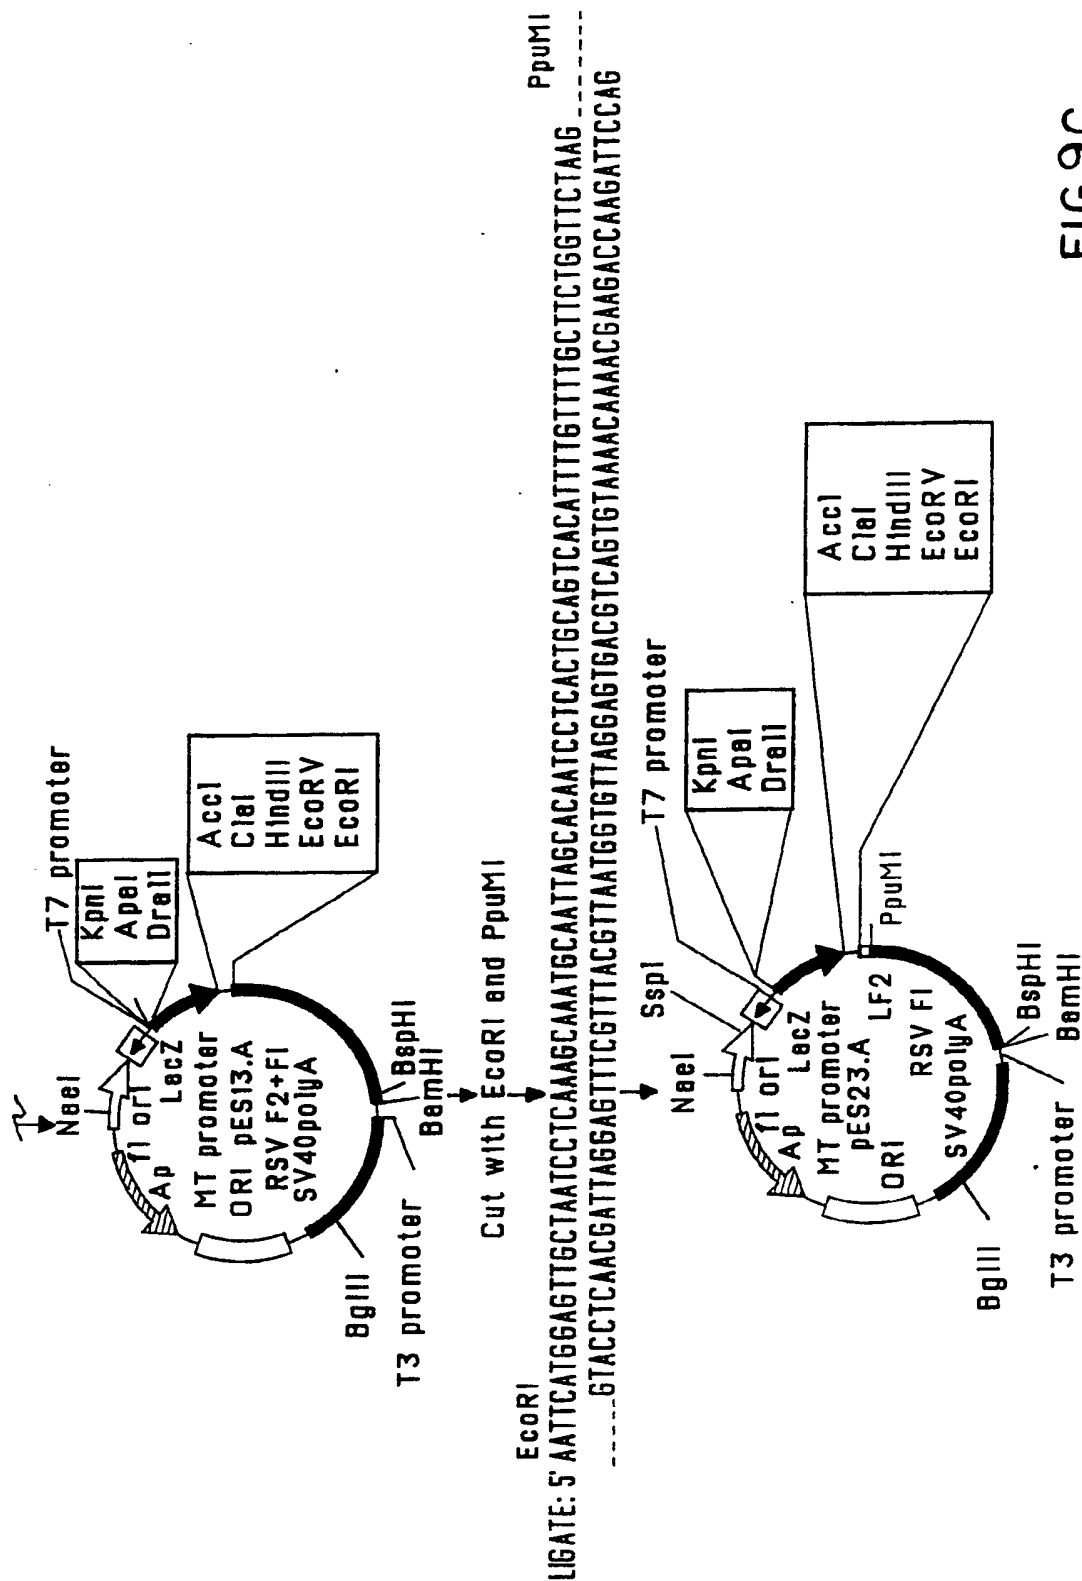 NaeI
T7 promoter
KpnI
ApaI
DraII
f1 ori
Ap
LacZ
MT promoter
ORI pES13.A
RSV F2+F1
SV40polyA
AccI
ClaI
HindIII
EcoRV
EcoRI
BglII
T3 promoter
BspHI
BamHI
Cut with EcoRI and PpuMI
EcoRI PpuMI
LIGATE: 5' AATTCATGGAGTTGCTAATCCTCAAAGCAAATGCAATTAGCACAATCCTCACTGCAGTCACATTTTGTTTTGCTTCTGGTTCTAAG------
-----GTACCTCAACGATTAGGAGTTTCGTTTACGTTAATGGTGTTAGGAGTGACGTCAGTGTAAAACAAAACGAAGACCAAGATTCCAG
NaeI
SspI
T7 promoter
KpnI
ApaI
DraII
f1 ori
Ap
LacZ
MT promoter
pES23.A
LF2
ORI
RSV F1
SV40polyA
PpuMI
AccI
ClaI
HindIII
EcoRV
EcoRI
BglII
T3 promoter
BspHI
BamHI
FIG.9C